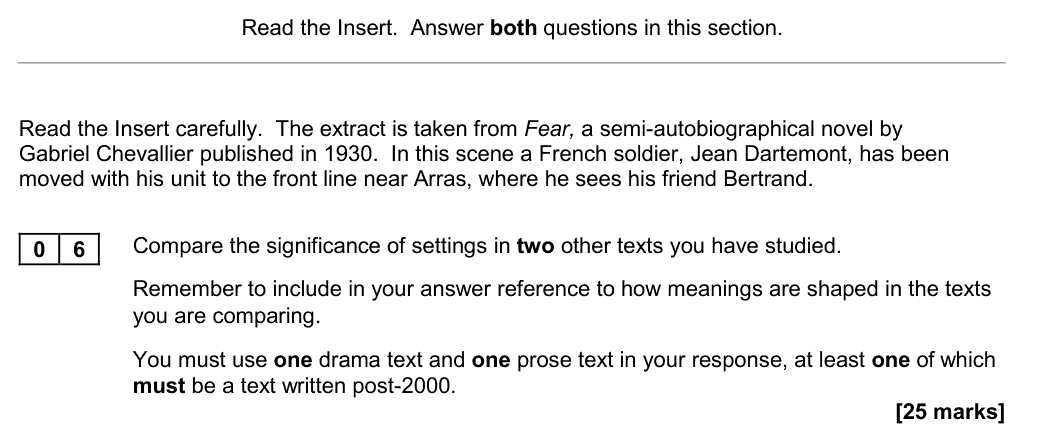 Read the Insert. Answer both questions in this section.
Read the Insert carefully. The extract is taken from Fear, a semi-autobiographical novel by
Gabriel Chevallier published in 1930. In this scene a French soldier, Jean Dartemont, has been
moved with his unit to the front line near Arras, where he sees his friend Bertrand.
0 6 Compare the significance of settings in two other texts you have studied.
Remember to include in your answer reference to how meanings are shaped in the texts
you are comparing.
You must use one drama text and one prose text in your response, at least one of which
must be a text written post-2000.
[25 marks]